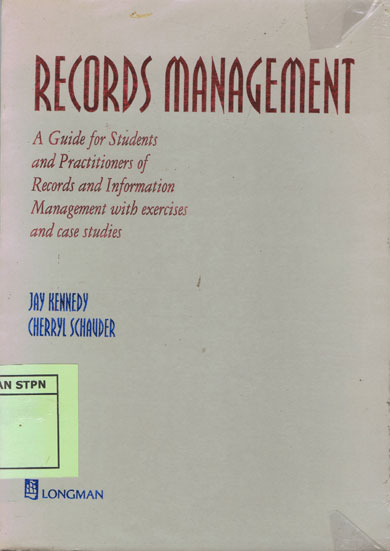 RECORDS MANAGEMENT
A Guide for Students
and Practitioners of
Records and Information
Management with exercises
and case studies
JAY KENNEDY
CHERRYL SCHAUDER
AN STPN
LONGMAN